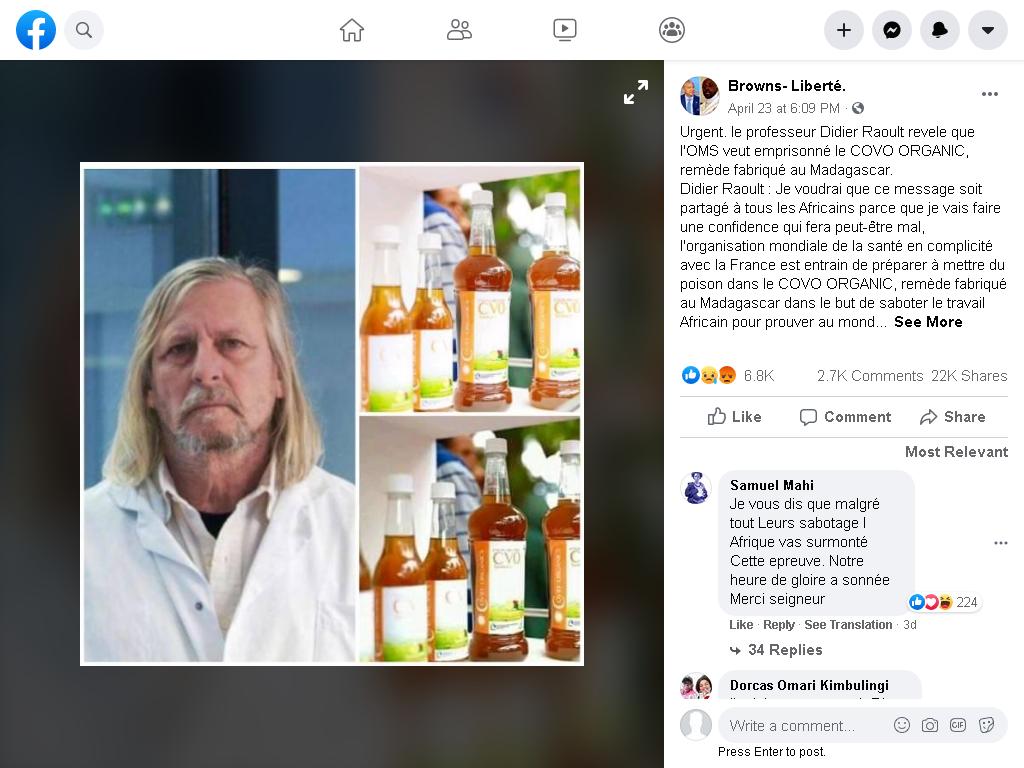 Browns- Liberté.
April 23 at 6:09 PM ·
Urgent. le professeur Didier Raoult revele que
l'OMS veut emprisonné le COVO ORGANIC,
remède fabriqué au Madagascar.
Didier Raoult : Je voudrai que ce message soit
partagé à tous les Africains parce que je vais faire
une confidence qui fera peut-être mal,
l'organisation mondiale de la santé en complicité
avec la France est entrain de préparer à mettre du
poison dans le COVO ORGANIC, remède fabriqué
au Madagascar dans le but de saboter le travail
Africain pour prouver au mond... See More
6.8K 2.7K Comments 22K Shares
Like Comment Share
Most Relevant
Samuel Mahi
Je vous dis que malgré
tout Leurs sabotage l
Afrique vas surmonté
Cette epreuve. Notre
heure de gloire a sonnée
Merci seigneur
224
Like · Reply · See Translation · 3d
34 Replies
Dorcas Omari Kimbulingi
Write a comment...
GIF
Press Enter to post.
CVO
CVO
CVO
CVO